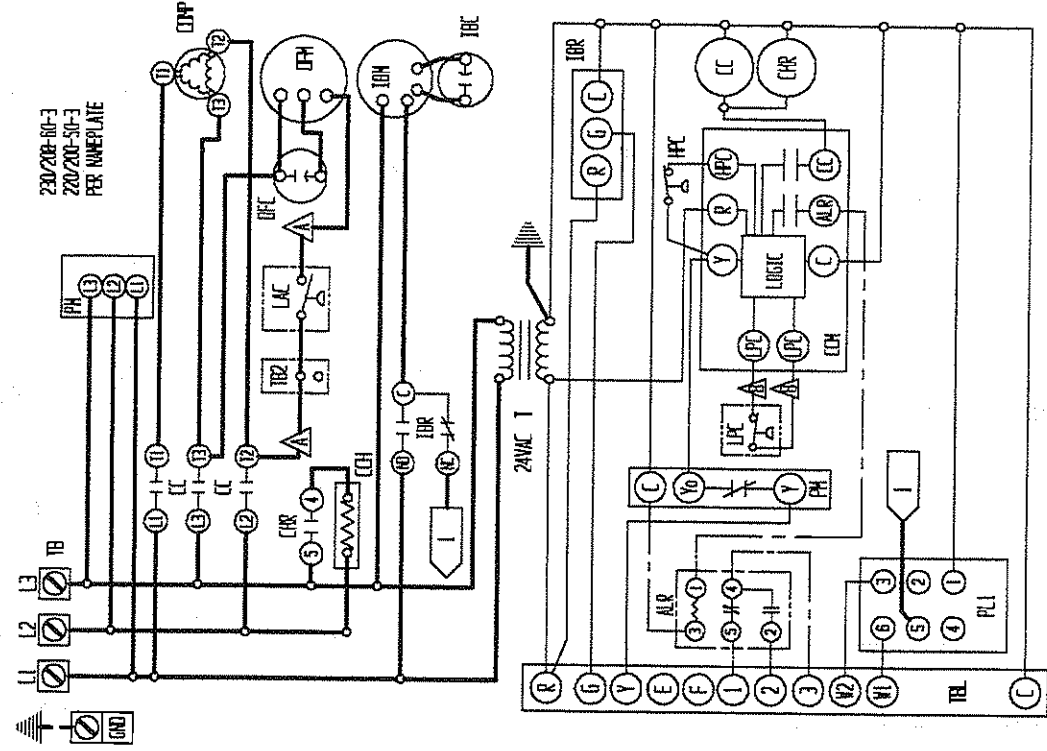 230/208-60-3
220/200-50-3
PER NAMEPLATE
COMP
T1
T2
T3
OFM
IBM
IBC
OFC
A
LAC
TB2
A
PM
L3
L2
L1
T1
T3
T2
CC
CC
L1
L3
L2
CHR
4
5
CCH
C
IBR
NO
NC
I
TB
L3
L2
L1
GND
24VAC T
IBR
C
G
R
CC
CHR
HPC
HPC
R
Y
CC
ALR
C
LOGIC
LPC
LPC
CCM
LPC
B
B
C
Yo
Y
PM
I
ALR
1
3
4
5
2
3
2
1
6
5
4
PL1
R
G
Y
E
F
1
2
3
W2
W1
TBL
C